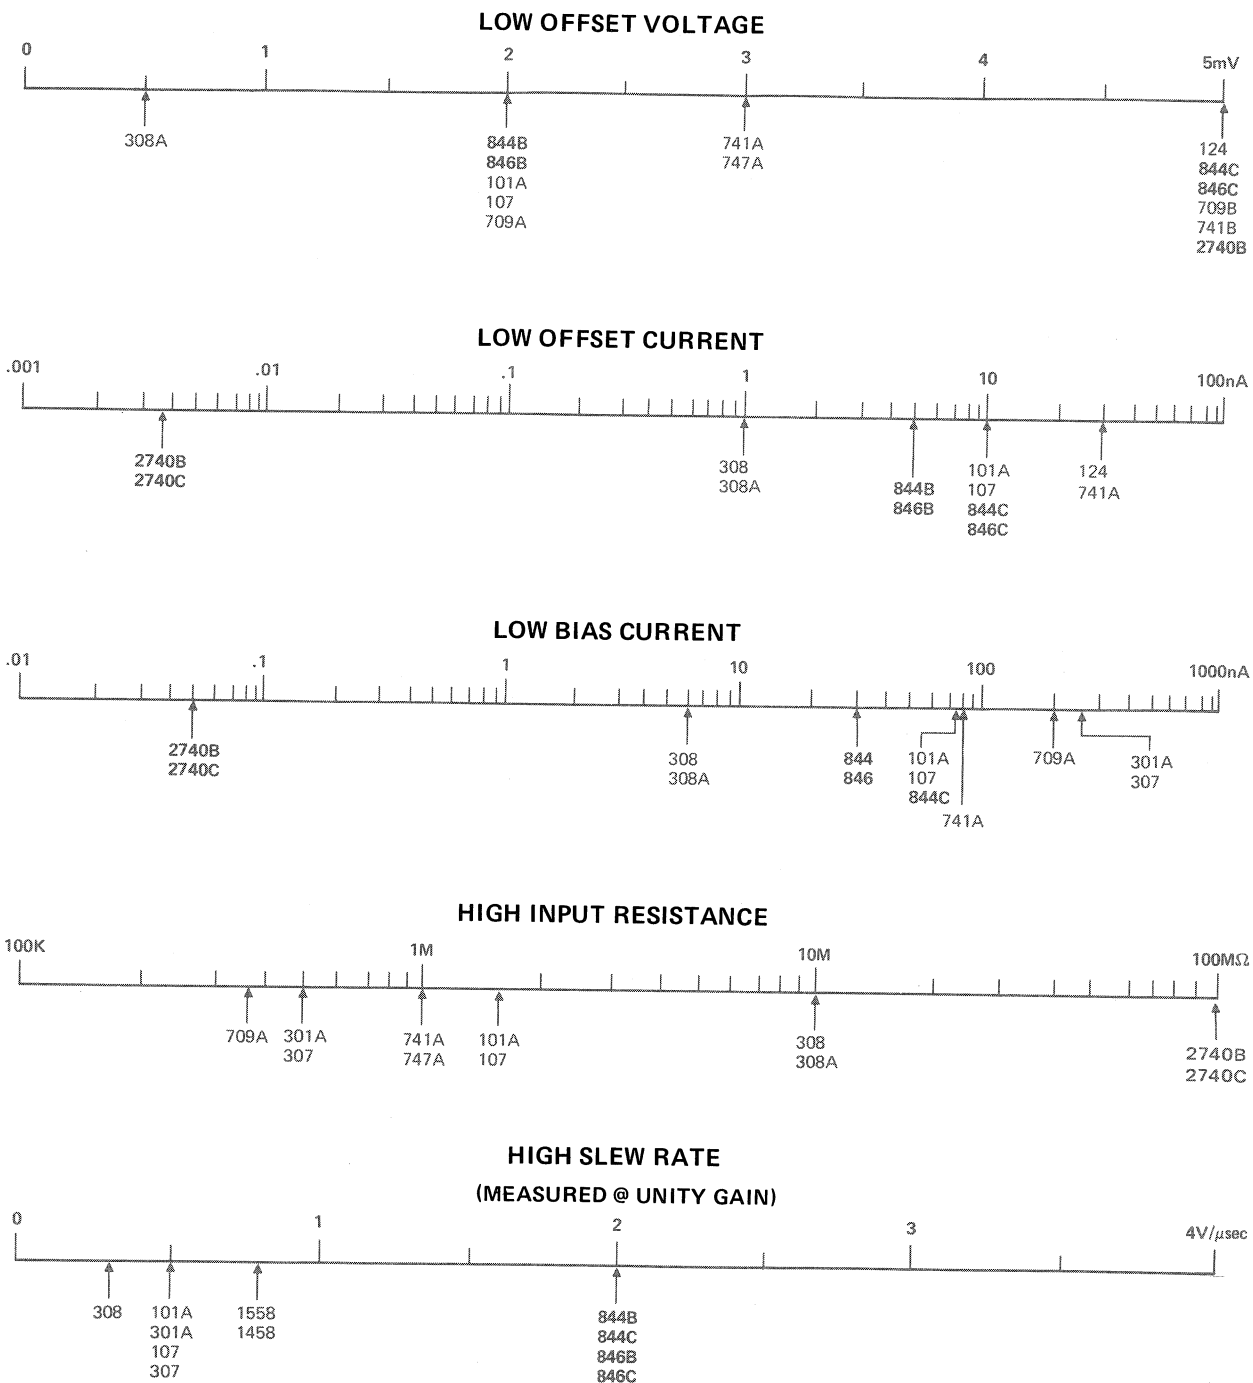 LOW OFFSET VOLTAGE
0 1 2 3 4 5mV
308A
844B
846B
101A
107
709A
741A
747A
124
844C
846C
709B
741B
2740B
LOW OFFSET CURRENT
.001 .01 .1 1 10 100nA
2740B
2740C
308
308A
844B
846B
101A
107
844C
846C
124
741A
LOW BIAS CURRENT
.01 .1 1 10 100 1000nA
2740B
2740C
308
308A
844
846
101A
107
844C
741A
709A
301A
307
HIGH INPUT RESISTANCE
100K 1M 10M 100MΩ
709A
301A
307
741A
747A
101A
107
308
308A
2740B
2740C
HIGH SLEW RATE
(MEASURED @ UNITY GAIN)
0 1 2 3 4V/μsec
308
101A
301A
107
307
1558
1458
844B
844C
846B
846C